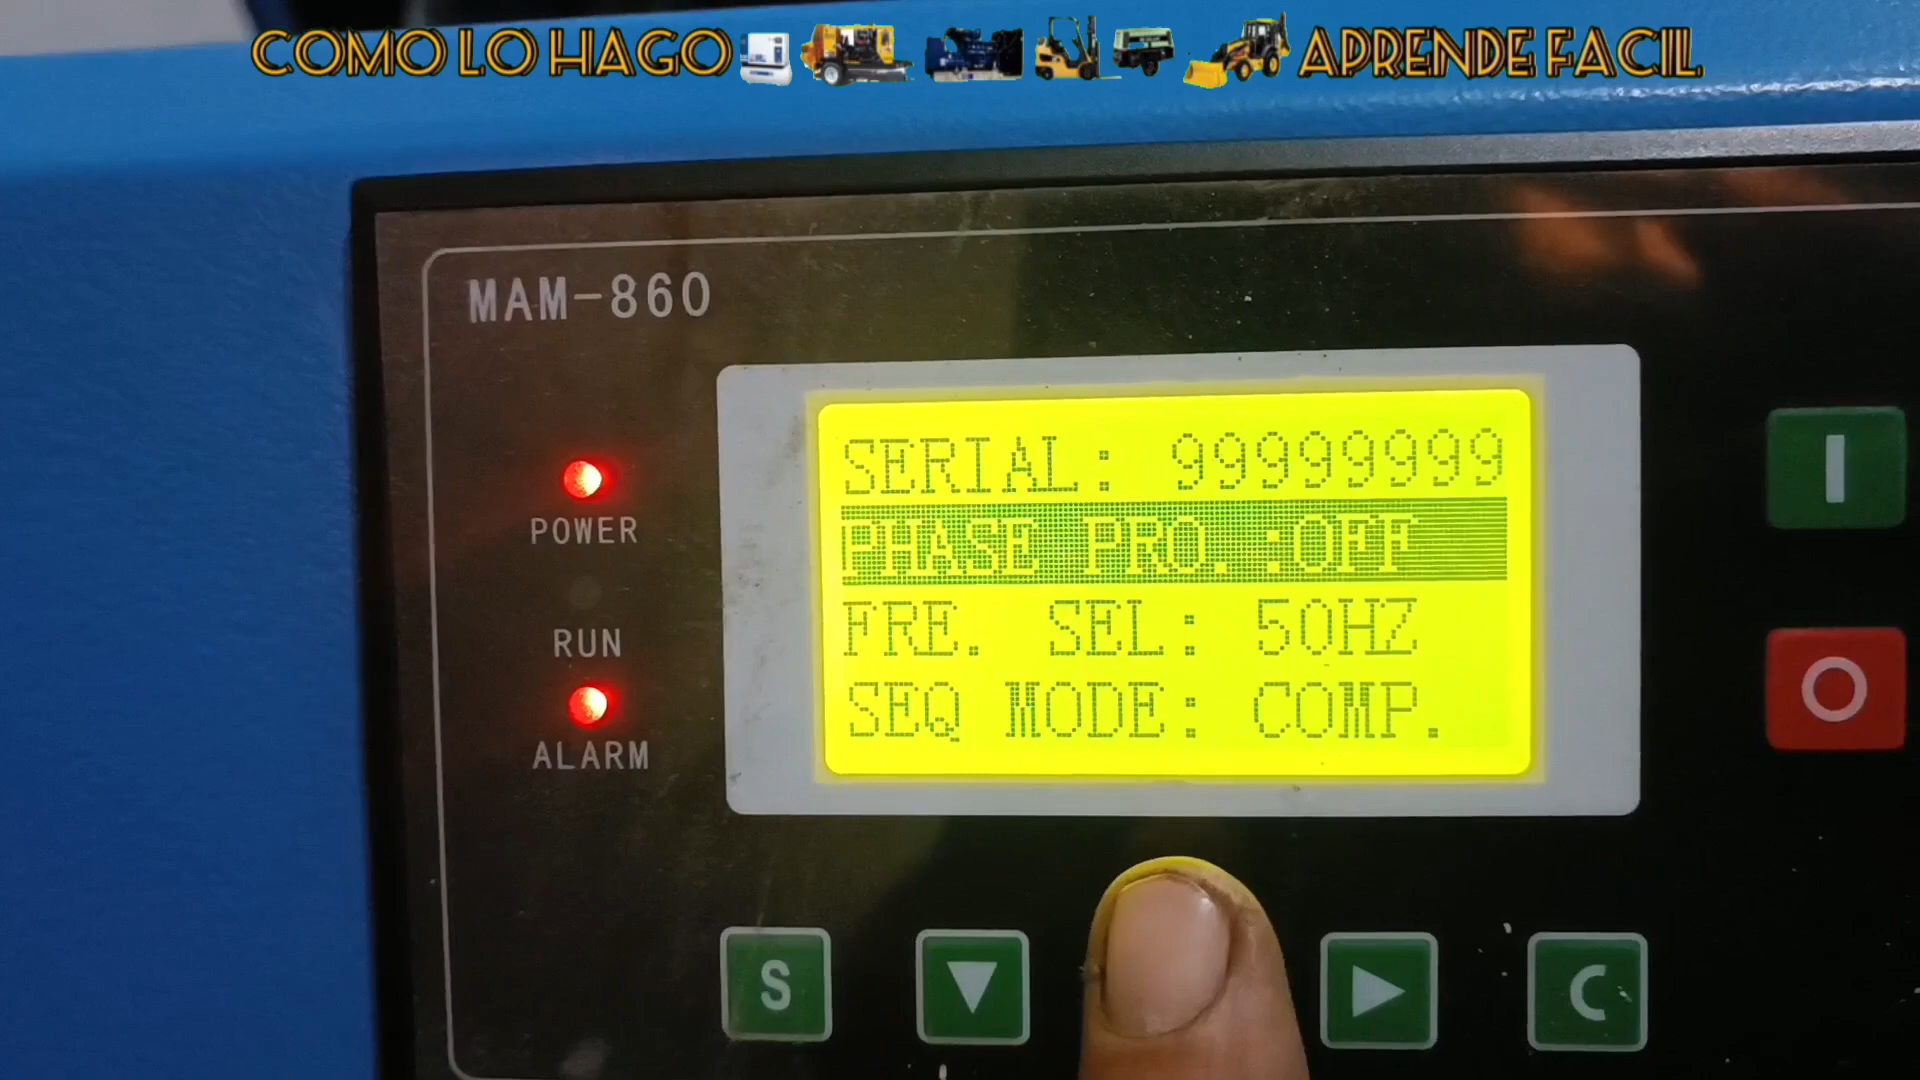 COMO LO HAGO APRENDE FACIL
MAM-860
SERIAL: 99999999
PHASE PRO.:OFF
FRE. SEL: 50HZ
SEQ MODE: COMP.
POWER
RUN
ALARM
S
C